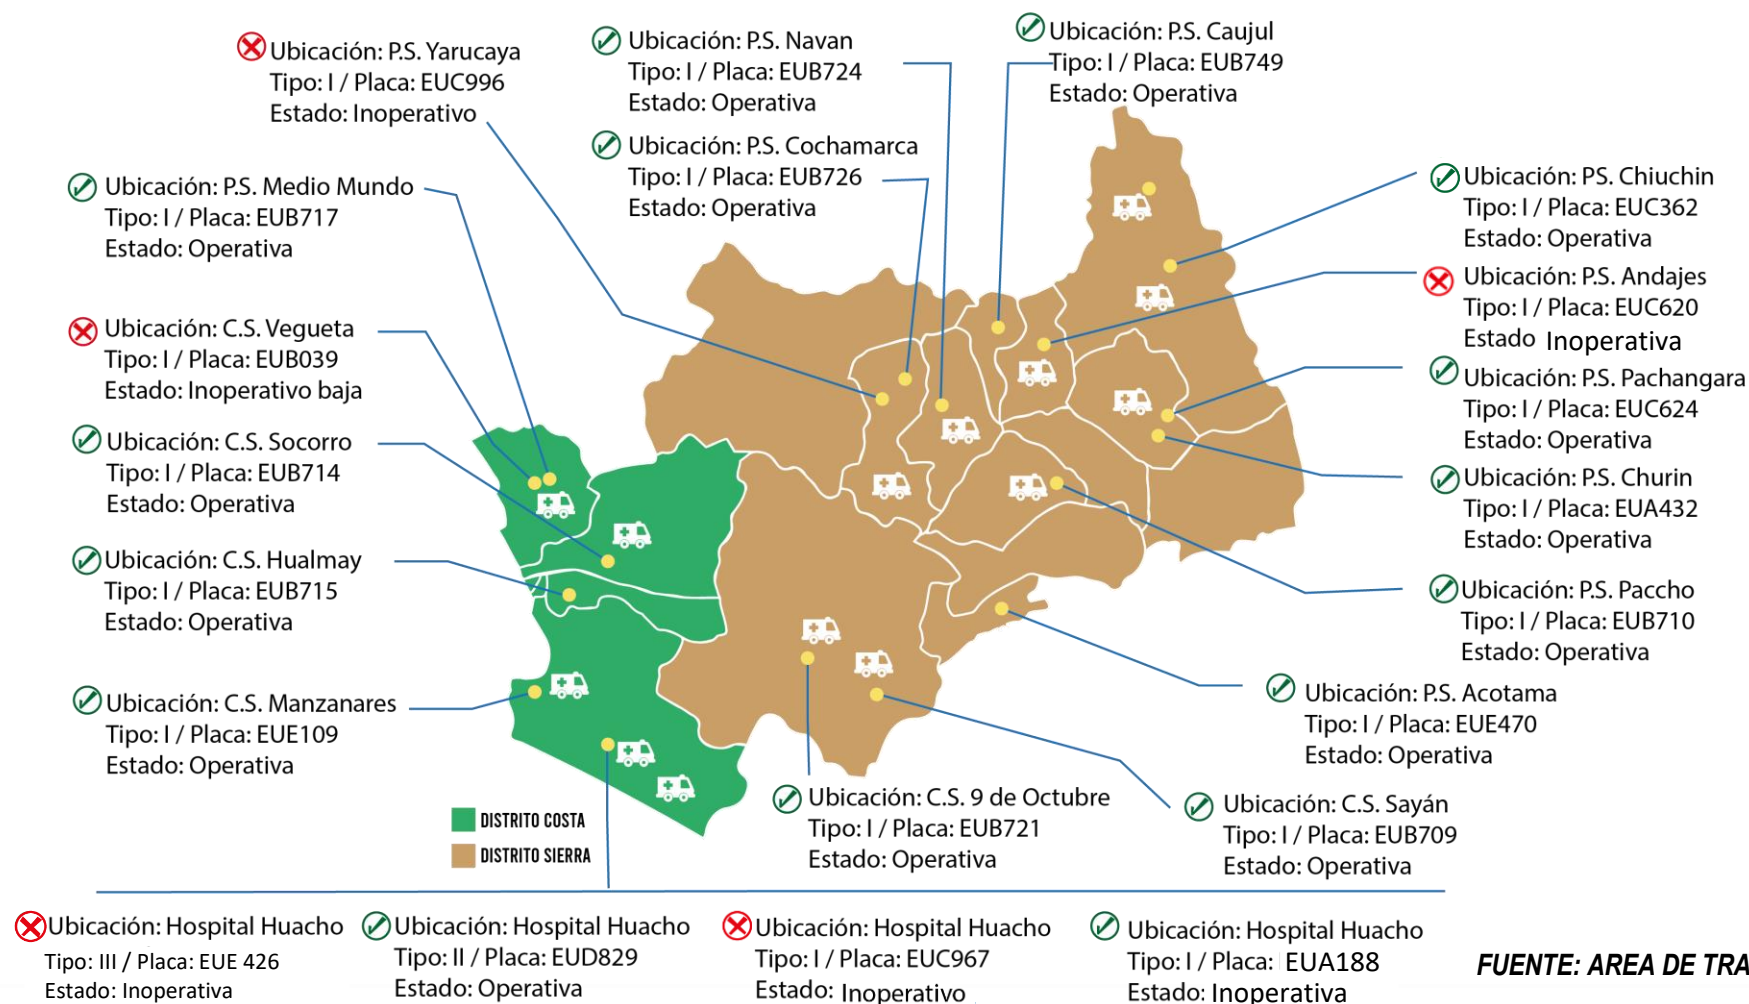 Ubicación: P.S. Yarucaya
Tipo: I / Placa: EUC996
Estado: Inoperativo
Ubicación: P.S. Navan
Tipo: I / Placa: EUB724
Estado: Operativa
Ubicación: P.S. Caujul
Tipo: I / Placa: EUB749
Estado: Operativa
Ubicación: P.S. Cochamarca
Tipo: I / Placa: EUB726
Estado: Operativa
Ubicación: P.S. Medio Mundo
Tipo: I / Placa: EUB717
Estado: Operativa
Ubicación: PS. Chiuchin
Tipo: I / Placa: EUC362
Estado: Operativa
Ubicación: P.S. Andajes
Tipo: I / Placa: EUC620
Estado Inoperativa
Ubicación: C.S. Vegueta
Tipo: I / Placa: EUB039
Estado: Inoperativo baja
Ubicación: P.S. Pachangara
Tipo: I / Placa: EUC624
Estado: Operativa
Ubicación: C.S. Socorro
Tipo: I / Placa: EUB714
Estado: Operativa
Ubicación: P.S. Churin
Tipo: I / Placa: EUA432
Estado: Operativa
Ubicación: C.S. Hualmay
Tipo: I / Placa: EUB715
Estado: Operativa
Ubicación: P.S. Paccho
Tipo: I / Placa: EUB710
Estado: Operativa
Ubicación: C.S. Manzanares
Tipo: I / Placa: EUE109
Estado: Operativa
Ubicación: P.S. Acotama
Tipo: I / Placa: EUE470
Estado: Operativa
Ubicación: C.S. 9 de Octubre
Tipo: I / Placa: EUB721
Estado: Operativa
Ubicación: C.S. Sayán
Tipo: I / Placa: EUB709
Estado: Operativa
DISTRITO COSTA
DISTRITO SIERRA
Ubicación: Hospital Huacho
Tipo: III / Placa: EUE 426
Estado: Inoperativa
Ubicación: Hospital Huacho
Tipo: II / Placa: EUD829
Estado: Operativa
Ubicación: Hospital Huacho
Tipo: I / Placa: EUC967
Estado: Inoperativo
Ubicación: Hospital Huacho
Tipo: I / Placa: EUA188
Estado: Inoperativa
FUENTE: AREA DE TRA